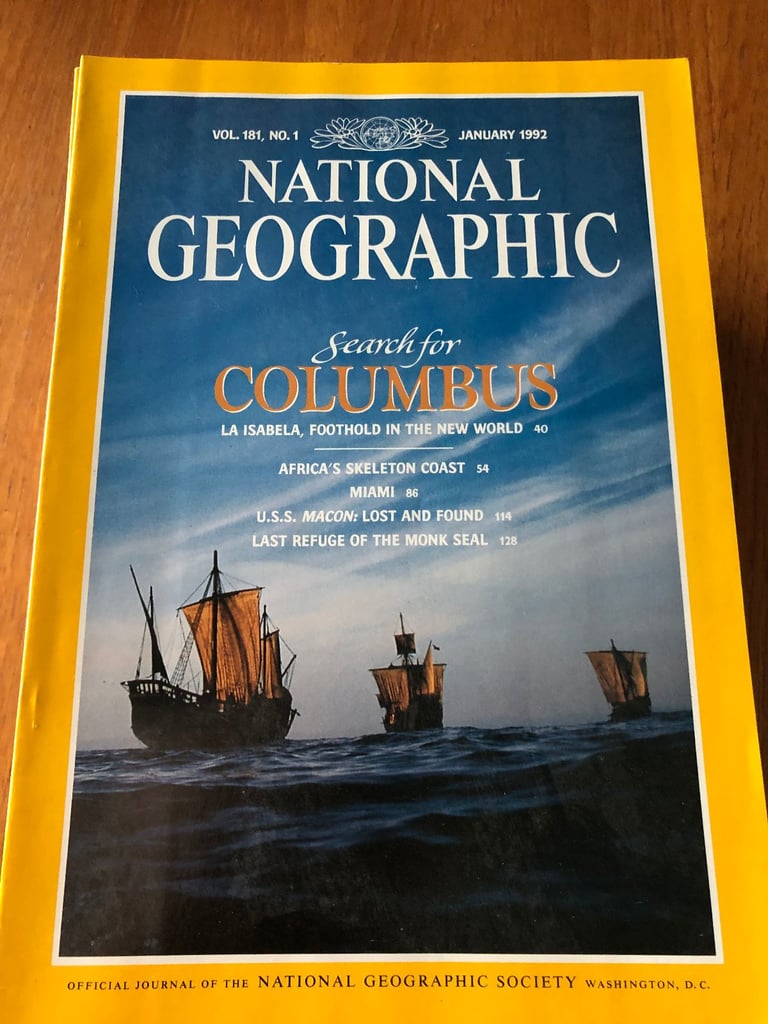 VOL. 181, NO. 1 JANUARY 1992
NATIONAL
GEOGRAPHIC
Search for
COLUMBUS
LA ISABELA, FOOTHOLD IN THE NEW WORLD 40
AFRICA'S SKELETON COAST 54
MIAMI 86
U.S.S. MACON: LOST AND FOUND 114
LAST REFUGE OF THE MONK SEAL 128
OFFICIAL JOURNAL OF THE NATIONAL GEOGRAPHIC SOCIETY WASHINGTON, D.C.